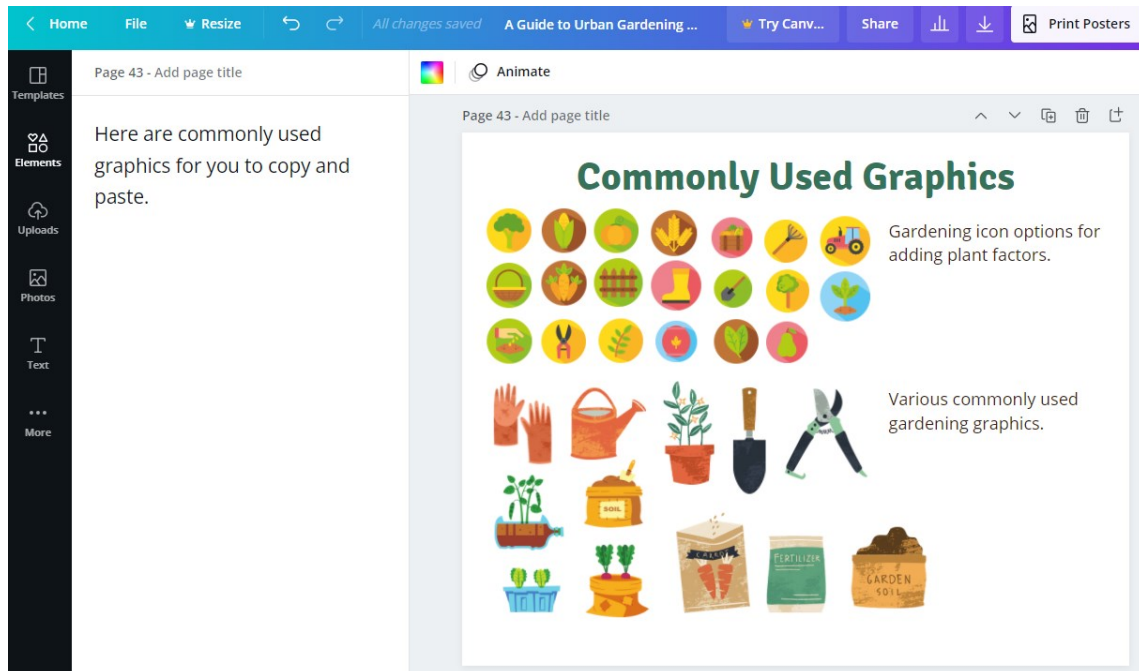 Home File Resize All changes saved A Guide to Urban Gardening ... Try Canv... Share Print Posters
Templates
Elements
Uploads
Photos
Text
More
Page 43 - Add page title
Here are commonly used
graphics for you to copy and
paste.
Animate
Page 43 - Add page title
Commonly Used Graphics
Gardening icon options for
adding plant factors.
Various commonly used
gardening graphics.
SOIL
CARROT
FERTILIZER
GARDEN
SOIL